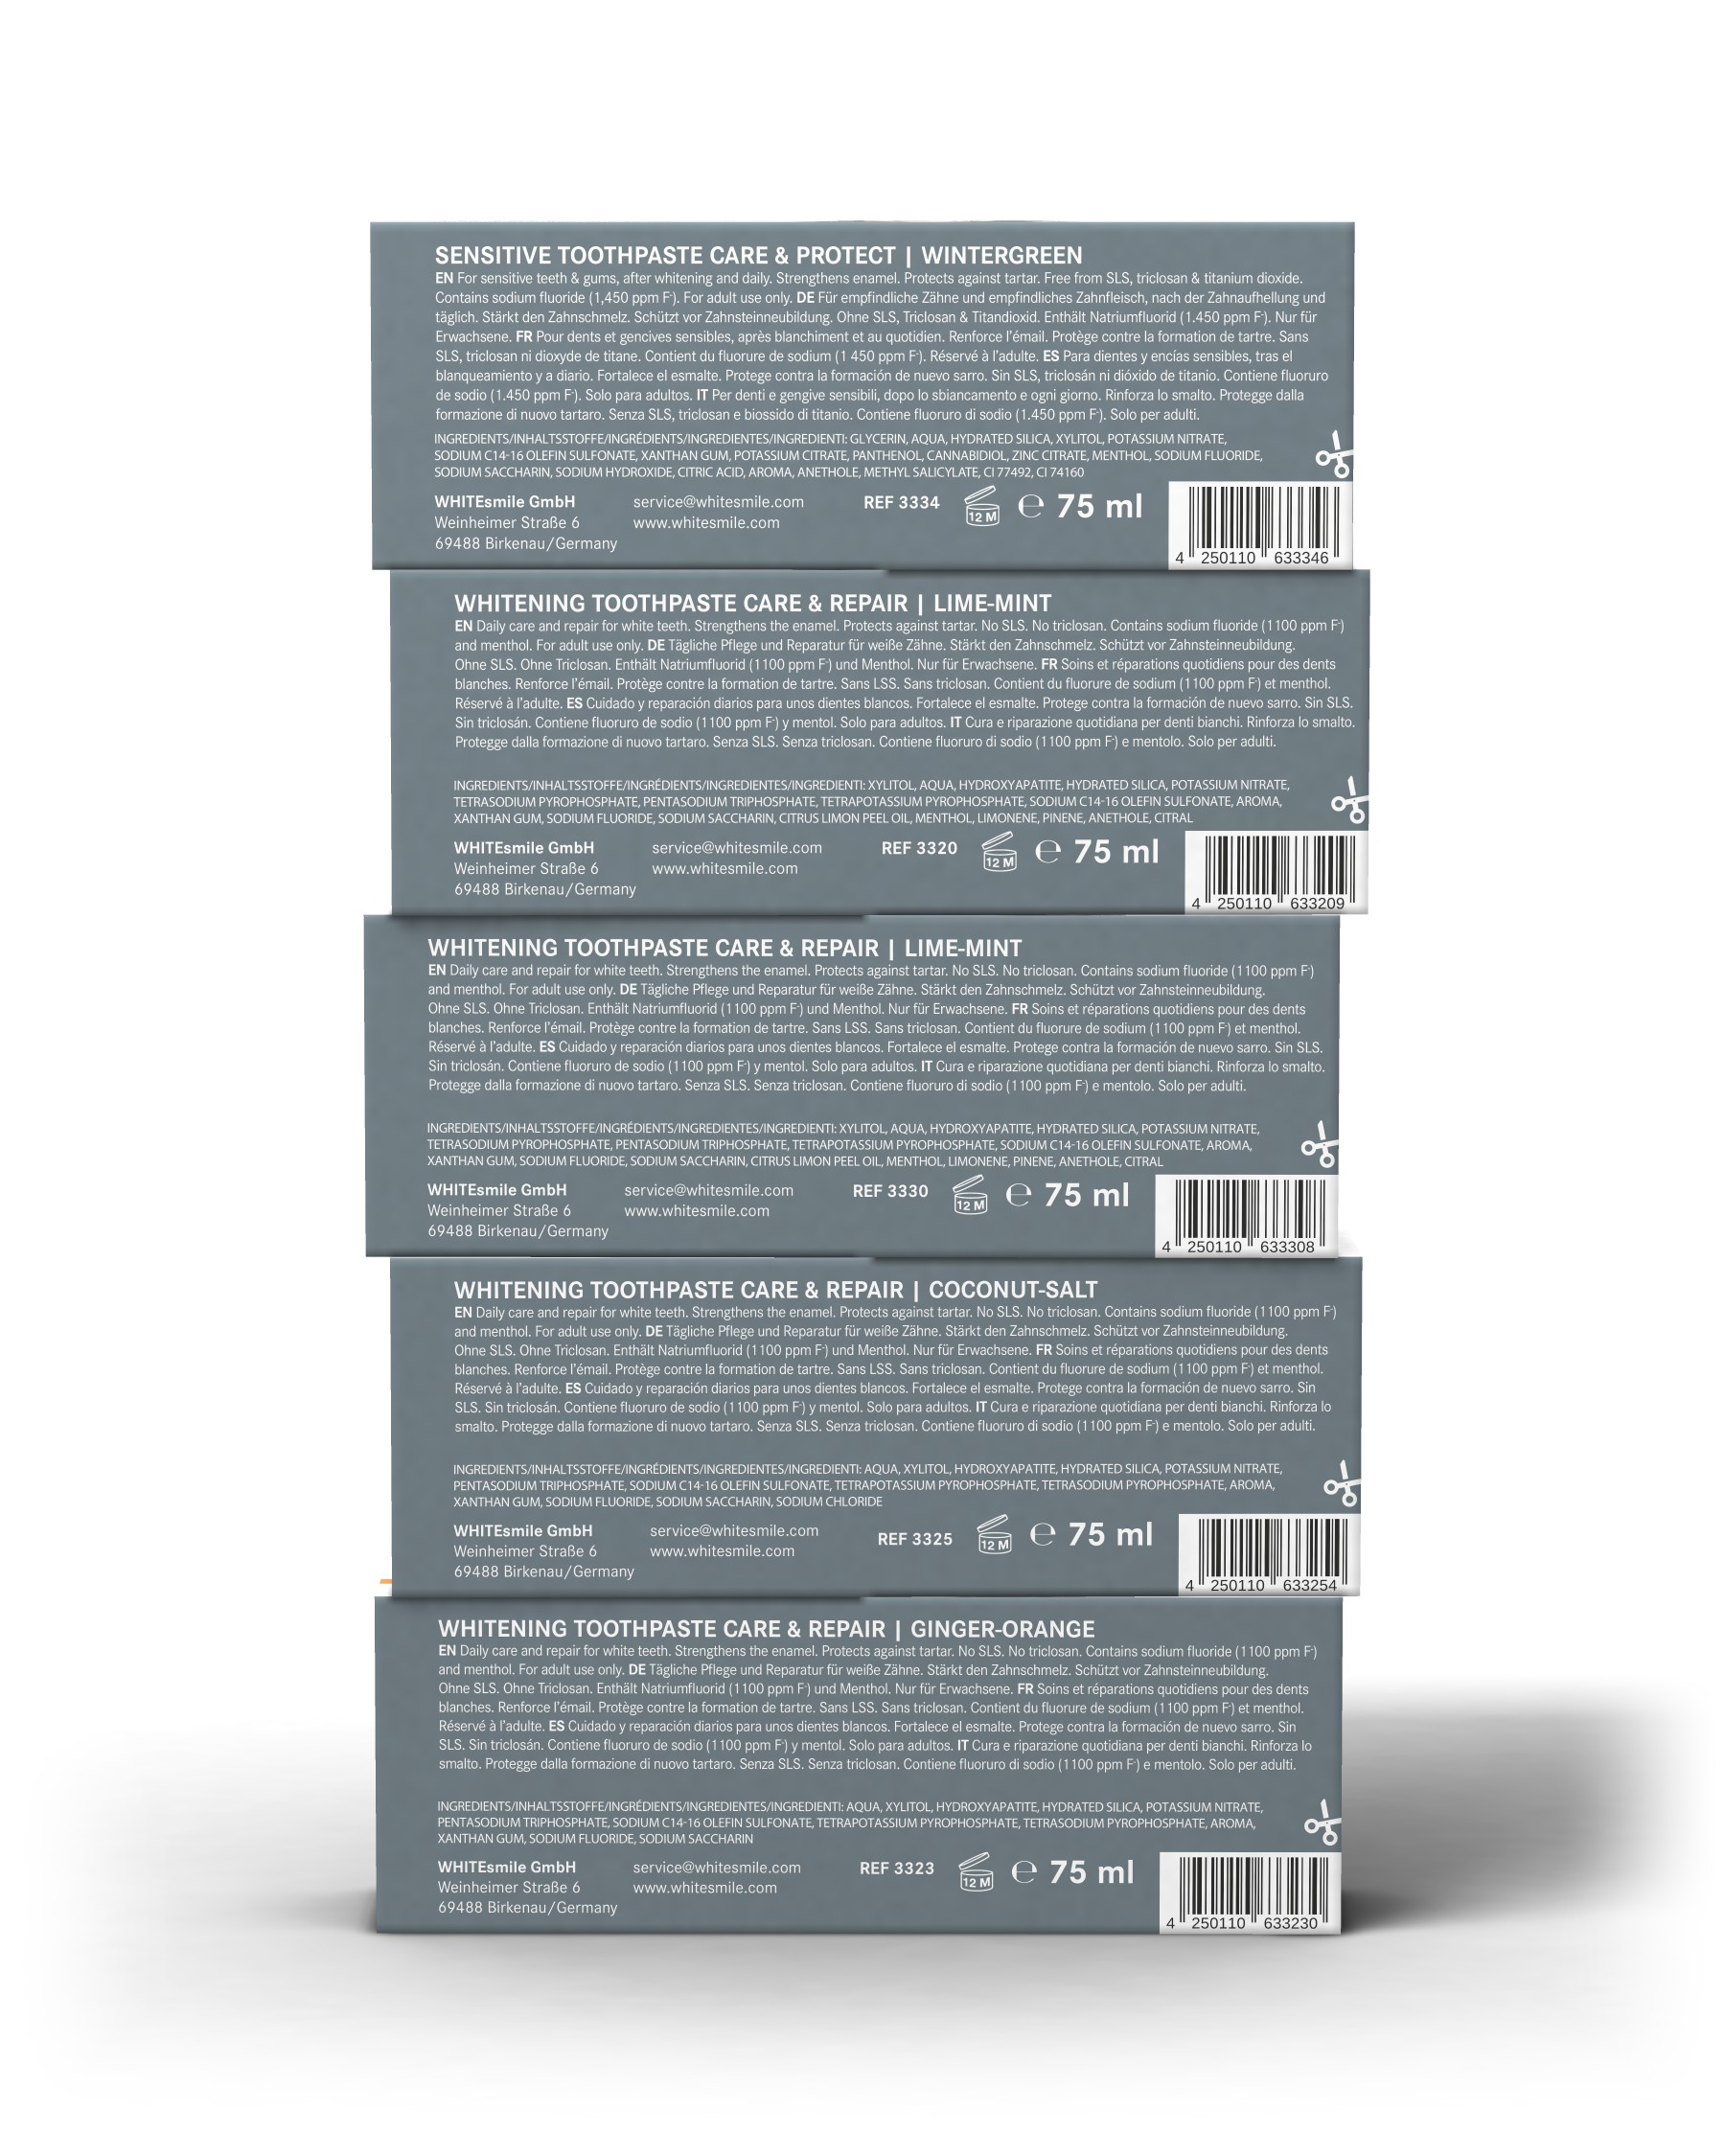 SENSITIVE TOOTHPASTE CARE & PROTECT | WINTERGREEN
EN For sensitive teeth & gums, after whitening and daily. Strengthens enamel. Protects against tartar. Free from SLS, triclosan & titanium dioxide.
Contains sodium fluoride (1,450 ppm F⁻). For adult use only. DE Für empfindliche Zähne und empfindliches Zahnfleisch, nach der Zahnaufhellung und
täglich. Stärkt den Zahnschmelz. Schützt vor Zahnsteinneubildung. Ohne SLS, Triclosan & Titandioxid. Enthält Natriumfluorid (1.450 ppm F⁻). Nur für
Erwachsene. FR Pour dents et gencives sensibles, après blanchiment et au quotidien. Renforce l'émail. Protège contre la formation de tartre. Sans
SLS, triclosan ni dioxyde de titane. Contient du fluorure de sodium (1 450 ppm F⁻). Réservé à l'adulte. ES Para dientes y encías sensibles, tras el
blanqueamiento y a diario. Fortalece el esmalte. Protege contra la formación de nuevo sarro. Sin SLS, triclosán ni dióxido de titanio. Contiene fluoruro
de sodio (1.450 ppm F⁻). Solo para adultos. IT Per denti e gengive sensibili, dopo lo sbiancamento e ogni giorno. Rinforza lo smalto. Protegge dalla
formazione di nuovo tartaro. Senza SLS, triclosan e biossido di titanio. Contiene fluoruro di sodio (1.450 ppm F⁻). Solo per adulti.
INGREDIENTS/INHALTSSTOFFE/INGRÉDIENTS/INGREDIENTES/INGREDIENTI: GLYCERIN, AQUA, HYDRATED SILICA, XYLITOL, POTASSIUM NITRATE,
SODIUM C14-16 OLEFIN SULFONATE, XANTHAN GUM, POTASSIUM CITRATE, PANTHENOL, CANNABIDIOL, ZINC CITRATE, MENTHOL, SODIUM FLUORIDE,
SODIUM SACCHARIN, SODIUM HYDROXIDE, CITRIC ACID, AROMA, ANETHOLE, METHYL SALICYLATE, CI 77492, CI 74160
WHITEsmile GmbH service@whitesmile.com REF 3334 12 M ℮ 75 ml
Weinheimer Straße 6 www.whitesmile.com
69488 Birkenau/Germany
4 250110 633346
WHITENING TOOTHPASTE CARE & REPAIR | LIME-MINT
EN Daily care and repair for white teeth. Strengthens the enamel. Protects against tartar. No SLS. No triclosan. Contains sodium fluoride (1100 ppm F⁻)
and menthol. For adult use only. DE Tägliche Pflege und Reparatur für weiße Zähne. Stärkt den Zahnschmelz. Schützt vor Zahnsteinneubildung.
Ohne SLS. Ohne Triclosan. Enthält Natriumfluorid (1100 ppm F⁻) und Menthol. Nur für Erwachsene. FR Soins et réparations quotidiens pour des dents
blanches. Renforce l'émail. Protège contre la formation de tartre. Sans LSS. Sans triclosan. Contient du fluorure de sodium (1100 ppm F⁻) et menthol.
Réservé à l'adulte. ES Cuidado y reparación diarios para unos dientes blancos. Fortalece el esmalte. Protege contra la formación de nuevo sarro. Sin SLS.
Sin triclosán. Contiene fluoruro de sodio (1100 ppm F⁻) y mentol. Solo para adultos. IT Cura e riparazione quotidiana per denti bianchi. Rinforza lo smalto.
Protegge dalla formazione di nuovo tartaro. Senza SLS. Senza triclosan. Contiene fluoruro di sodio (1100 ppm F⁻) e mentolo. Solo per adulti.
INGREDIENTS/INHALTSSTOFFE/INGRÉDIENTS/INGREDIENTES/INGREDIENTI: XYLITOL, AQUA, HYDROXYAPATITE, HYDRATED SILICA, POTASSIUM NITRATE,
TETRASODIUM PYROPHOSPHATE, PENTASODIUM TRIPHOSPHATE, TETRAPOTASSIUM PYROPHOSPHATE, SODIUM C14-16 OLEFIN SULFONATE, AROMA,
XANTHAN GUM, SODIUM FLUORIDE, SODIUM SACCHARIN, CITRUS LIMON PEEL OIL, MENTHOL, LIMONENE, PINENE, ANETHOLE, CITRAL
WHITEsmile GmbH service@whitesmile.com REF 3320 12 M ℮ 75 ml
Weinheimer Straße 6 www.whitesmile.com
69488 Birkenau/Germany
4 250110 633209
WHITENING TOOTHPASTE CARE & REPAIR | LIME-MINT
EN Daily care and repair for white teeth. Strengthens the enamel. Protects against tartar. No SLS. No triclosan. Contains sodium fluoride (1100 ppm F⁻)
and menthol. For adult use only. DE Tägliche Pflege und Reparatur für weiße Zähne. Stärkt den Zahnschmelz. Schützt vor Zahnsteinneubildung.
Ohne SLS. Ohne Triclosan. Enthält Natriumfluorid (1100 ppm F⁻) und Menthol. Nur für Erwachsene. FR Soins et réparations quotidiens pour des dents
blanches. Renforce l'émail. Protège contre la formation de tartre. Sans LSS. Sans triclosan. Contient du fluorure de sodium (1100 ppm F⁻) et menthol.
Réservé à l'adulte. ES Cuidado y reparación diarios para unos dientes blancos. Fortalece el esmalte. Protege contra la formación de nuevo sarro. Sin SLS.
Sin triclosán. Contiene fluoruro de sodio (1100 ppm F⁻) y mentol. Solo para adultos. IT Cura e riparazione quotidiana per denti bianchi. Rinforza lo smalto.
Protegge dalla formazione di nuovo tartaro. Senza SLS. Senza triclosan. Contiene fluoruro di sodio (1100 ppm F⁻) e mentolo. Solo per adulti.
INGREDIENTS/INHALTSSTOFFE/INGRÉDIENTS/INGREDIENTES/INGREDIENTI: XYLITOL, AQUA, HYDROXYAPATITE, HYDRATED SILICA, POTASSIUM NITRATE,
TETRASODIUM PYROPHOSPHATE, PENTASODIUM TRIPHOSPHATE, TETRAPOTASSIUM PYROPHOSPHATE, SODIUM C14-16 OLEFIN SULFONATE, AROMA,
XANTHAN GUM, SODIUM FLUORIDE, SODIUM SACCHARIN, CITRUS LIMON PEEL OIL, MENTHOL, LIMONENE, PINENE, ANETHOLE, CITRAL
WHITEsmile GmbH service@whitesmile.com REF 3330 12 M ℮ 75 ml
Weinheimer Straße 6 www.whitesmile.com
69488 Birkenau/Germany
4 250110 633308
WHITENING TOOTHPASTE CARE & REPAIR | COCONUT-SALT
EN Daily care and repair for white teeth. Strengthens the enamel. Protects against tartar. No SLS. No triclosan. Contains sodium fluoride (1100 ppm F⁻)
and menthol. For adult use only. DE Tägliche Pflege und Reparatur für weiße Zähne. Stärkt den Zahnschmelz. Schützt vor Zahnsteinneubildung.
Ohne SLS. Ohne Triclosan. Enthält Natriumfluorid (1100 ppm F⁻) und Menthol. Nur für Erwachsene. FR Soins et réparations quotidiens pour des dents
blanches. Renforce l'émail. Protège contre la formation de tartre. Sans LSS. Sans triclosan. Contient du fluorure de sodium (1100 ppm F⁻) et menthol.
Réservé à l'adulte. ES Cuidado y reparación diarios para unos dientes blancos. Fortalece el esmalte. Protege contra la formación de nuevo sarro. Sin
SLS. Sin triclosán. Contiene fluoruro de sodio (1100 ppm F⁻) y mentol. Solo para adultos. IT Cura e riparazione quotidiana per denti bianchi. Rinforza lo
smalto. Protegge dalla formazione di nuovo tartaro. Senza SLS. Senza triclosan. Contiene fluoruro di sodio (1100 ppm F⁻) e mentolo. Solo per adulti.
INGREDIENTS/INHALTSSTOFFE/INGRÉDIENTS/INGREDIENTES/INGREDIENTI: AQUA, XYLITOL, HYDROXYAPATITE, HYDRATED SILICA, POTASSIUM NITRATE,
PENTASODIUM TRIPHOSPHATE, SODIUM C14-16 OLEFIN SULFONATE, TETRAPOTASSIUM PYROPHOSPHATE, TETRASODIUM PYROPHOSPHATE, AROMA,
XANTHAN GUM, SODIUM FLUORIDE, SODIUM SACCHARIN, SODIUM CHLORIDE
WHITEsmile GmbH service@whitesmile.com REF 3325 12 M ℮ 75 ml
Weinheimer Straße 6 www.whitesmile.com
69488 Birkenau/Germany
4 250110 633254
WHITENING TOOTHPASTE CARE & REPAIR | GINGER-ORANGE
EN Daily care and repair for white teeth. Strengthens the enamel. Protects against tartar. No SLS. No triclosan. Contains sodium fluoride (1100 ppm F⁻)
and menthol. For adult use only. DE Tägliche Pflege und Reparatur für weiße Zähne. Stärkt den Zahnschmelz. Schützt vor Zahnsteinneubildung.
Ohne SLS. Ohne Triclosan. Enthält Natriumfluorid (1100 ppm F⁻) und Menthol. Nur für Erwachsene. FR Soins et réparations quotidiens pour des dents
blanches. Renforce l'émail. Protège contre la formation de tartre. Sans LSS. Sans triclosan. Contient du fluorure de sodium (1100 ppm F⁻) et menthol.
Réservé à l'adulte. ES Cuidado y reparación diarios para unos dientes blancos. Fortalece el esmalte. Protege contra la formación de nuevo sarro. Sin
SLS. Sin triclosán. Contiene fluoruro de sodio (1100 ppm F⁻) y mentol. Solo para adultos. IT Cura e riparazione quotidiana per denti bianchi. Rinforza lo
smalto. Protegge dalla formazione di nuovo tartaro. Senza SLS. Senza triclosan. Contiene fluoruro di sodio (1100 ppm F⁻) e mentolo. Solo per adulti.
INGREDIENTS/INHALTSSTOFFE/INGRÉDIENTS/INGREDIENTES/INGREDIENTI: AQUA, XYLITOL, HYDROXYAPATITE, HYDRATED SILICA, POTASSIUM NITRATE,
PENTASODIUM TRIPHOSPHATE, SODIUM C14-16 OLEFIN SULFONATE, TETRAPOTASSIUM PYROPHOSPHATE, TETRASODIUM PYROPHOSPHATE, AROMA,
XANTHAN GUM, SODIUM FLUORIDE, SODIUM SACCHARIN
WHITEsmile GmbH service@whitesmile.com REF 3323 12 M ℮ 75 ml
Weinheimer Straße 6 www.whitesmile.com
69488 Birkenau/Germany
4 250110 633230